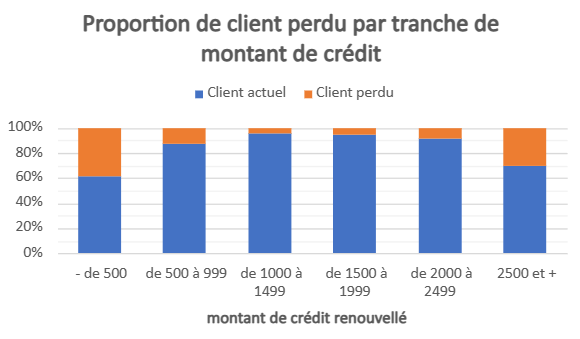 Proportion de client perdu par tranche de
montant de crédit
Client actuel Client perdu
100%
80%
60%
40%
20%
0%
- de 500 de 500 à 999 de 1000 à 1499 de 1500 à 1999 de 2000 à 2499 2500 et +
montant de crédit renouvellé